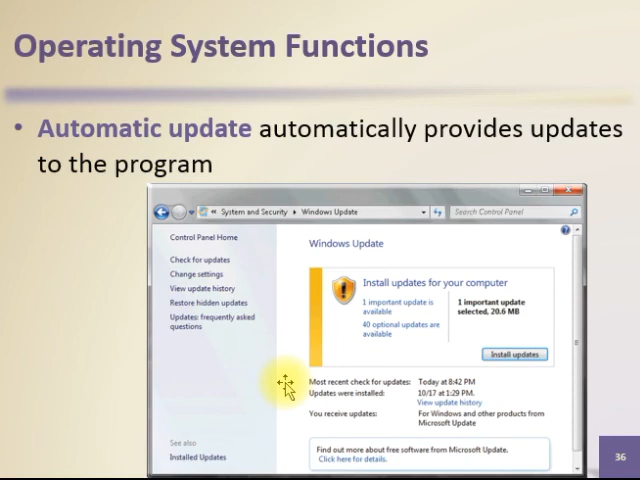 Operating System Functions
• Automatic update automatically provides updates
to the program
System and Security
Windows Update
Search Control Panel
Control Panel Home
Check for updates
Change settings
View update history
Restore hidden updates
Updates: frequently asked
questions
See also
Installed Updates
Windows Update
Install updates for your computer
1 important update is
available
40 optional updates are
available
1 important update
selected, 20.6 MB
Install updates
Most recent check for updates: Today at 8:42 PM
Updates were installed: 10/17 at 1:29 PM.
View update history
You receive updates: For Windows and other products from
Microsoft Update
Find out more about free software from Microsoft Update.
Click here for details.
36